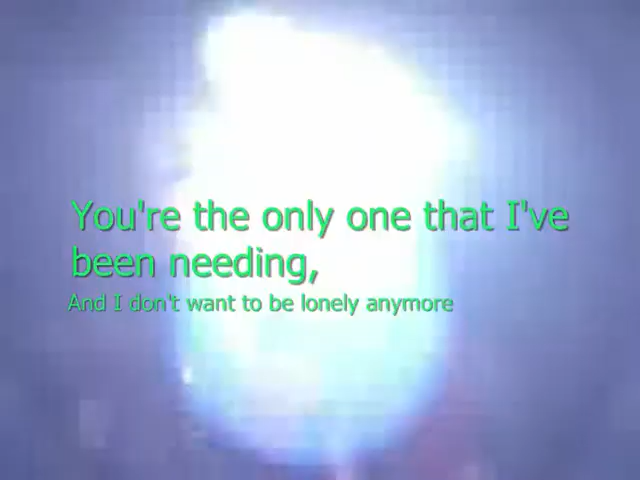 You're the only one that I've
been needing,
And I don't want to be lonely anymore